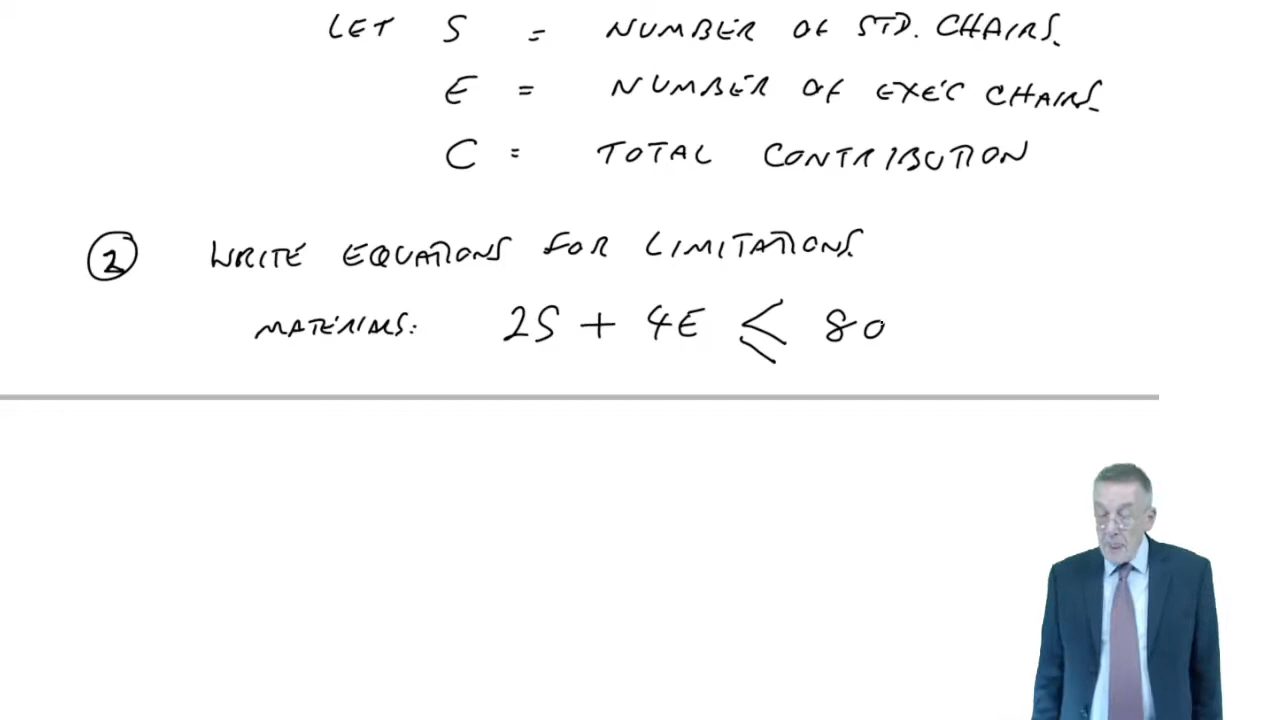 LET S = NUMBER OF STD. CHAIRS.
E = NUMBER OF EXEC CHAIRS.
C = TOTAL CONTRIBUTION
2 WRITE EQUATIONS FOR LIMITATIONS.
MATERIALS: 2S + 4E ≤ 80